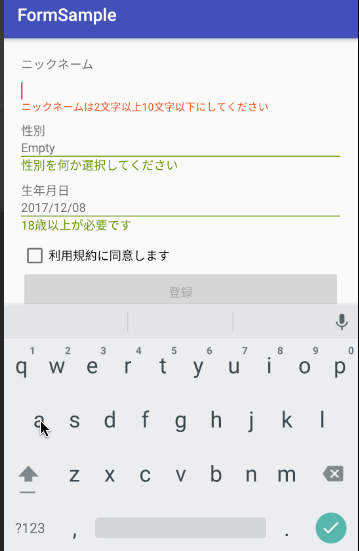 FormSample
ニックネーム
ニックネームは2文字以上10文字以下にしてください
性別
Empty
性別を何か選択してください
生年月日
2017/12/08
18歳以上が必要です
利用規約に同意します
登録
1 2 3 4 5 6 7 8 9 0
q w e r t y u i o p
a s d f g h j k l
z x c v b n m
?123 , .